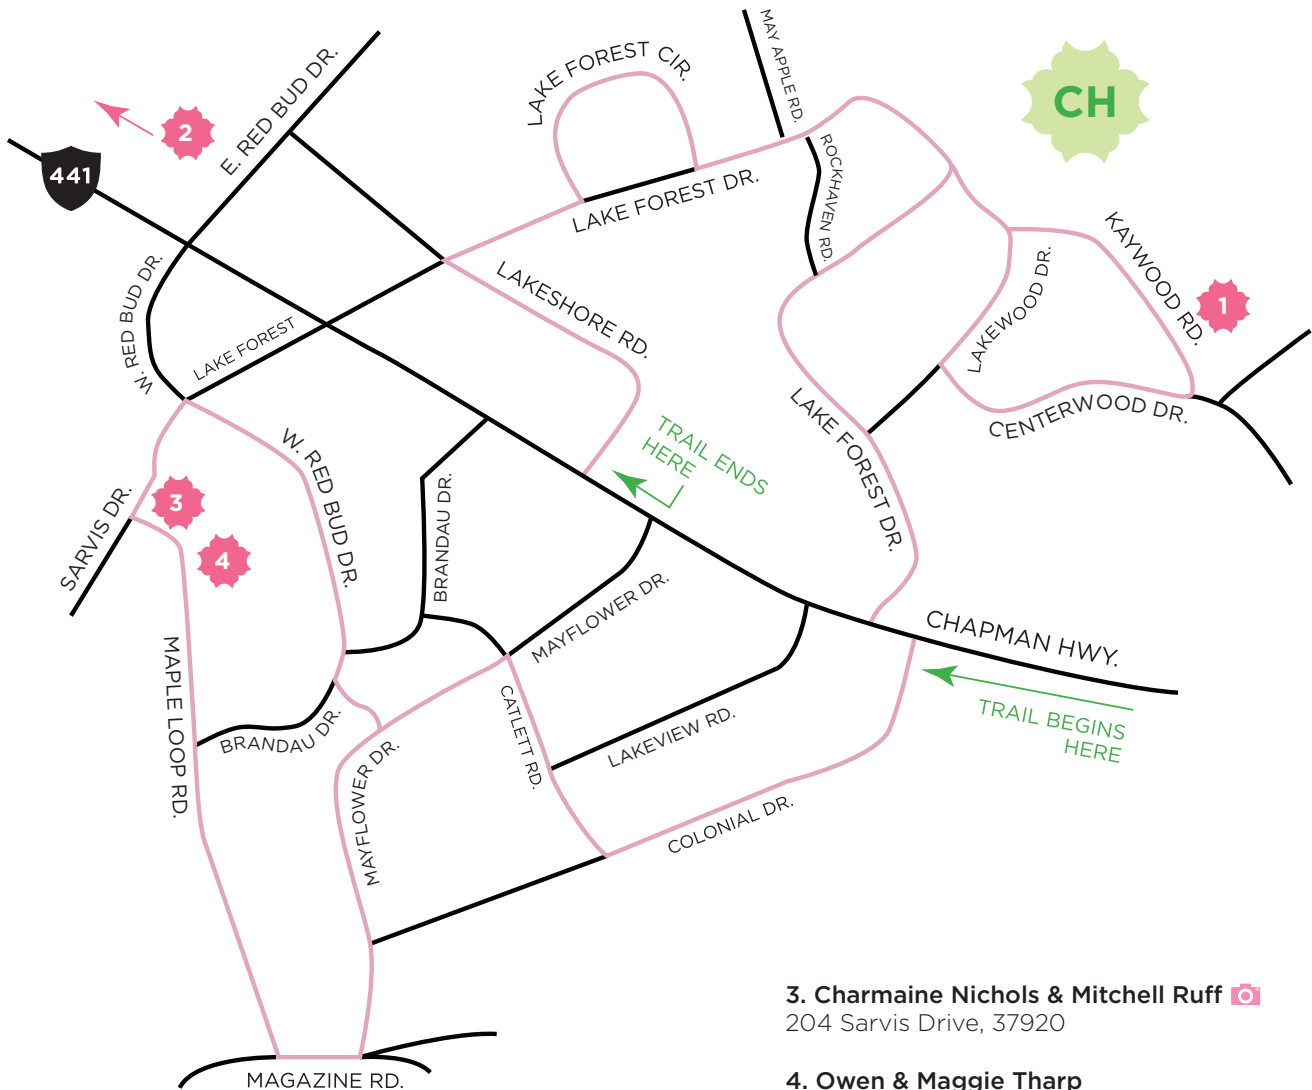 MAY APPLE RD.
LAKE FOREST CIR.
CH
E. RED BUD DR.
2
441
ROCKHAVEN RD.
LAKE FOREST DR.
KAYWOOD RD.
W. RED BUD DR.
LAKESHORE RD.
LAKEWOOD DR.
1
LAKE FOREST
CENTERWOOD DR.
LAKE FOREST DR.
TRAIL ENDS
HERE
W. RED BUD DR.
BRANDAU DR.
SARVIS DR.
3
4
MAYFLOWER DR.
CHAPMAN HWY.
MAPLE LOOP RD.
CATLETT RD.
LAKEVIEW RD.
TRAIL BEGINS
HERE
BRANDAU DR.
MAYFLOWER DR.
COLONIAL DR.
MAGAZINE RD.
3. Charmaine Nichols & Mitchell Ruff
204 Sarvis Drive, 37920
4. Owen & Maggie Tharp